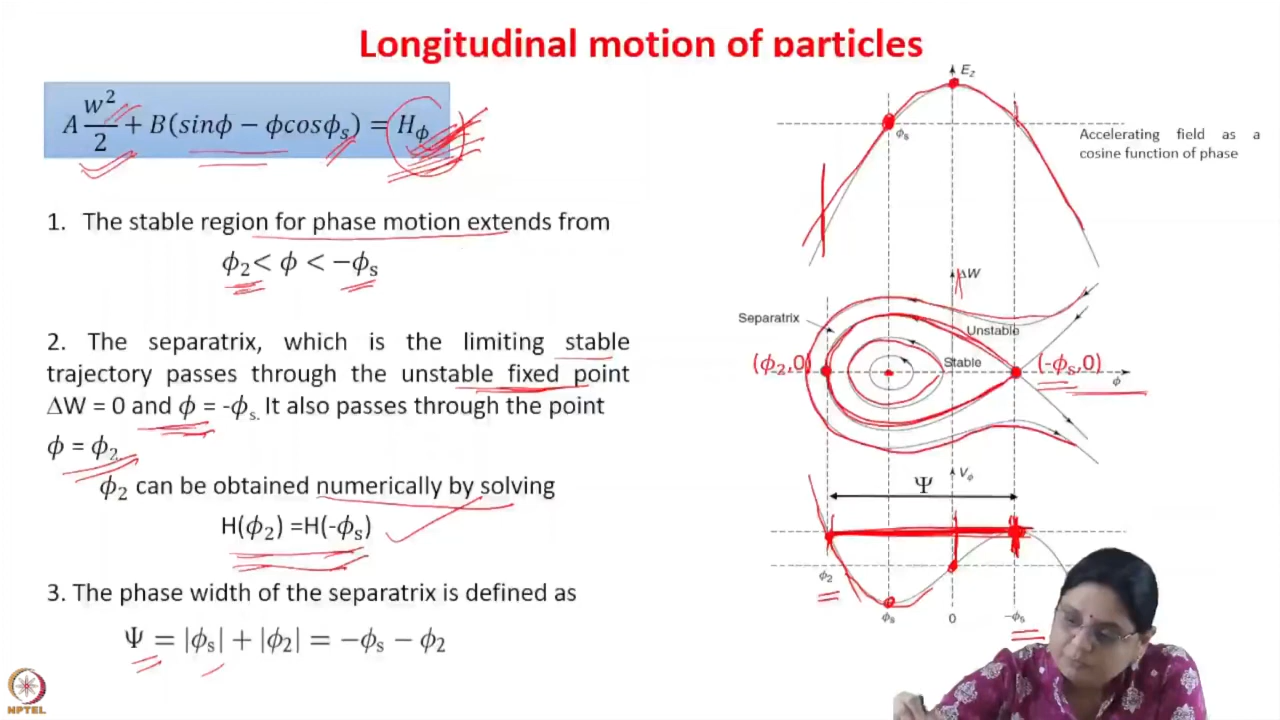 Longitudinal motion of particles
A w²/2 + B(sinϕ − ϕcosϕₛ) = H_ϕ
1. The stable region for phase motion extends from
ϕ₂< ϕ < −ϕₛ
2. The separatrix, which is the limiting stable
trajectory passes through the unstable fixed point
ΔW = 0 and ϕ = -ϕₛ. It also passes through the point
ϕ = ϕ₂.
ϕ₂ can be obtained numerically by solving
H(ϕ₂) =H(-ϕₛ)
3. The phase width of the separatrix is defined as
Ψ = |ϕₛ| + |ϕ₂| = −ϕₛ − ϕ₂
E_z
ϕₛ
Accelerating field as a
cosine function of phase
ΔW
Separatrix
Unstable
(ϕ₂,0)
Stable
(-ϕₛ,0)
ϕ
V_ϕ
Ψ
ϕ₂
ϕₛ
0
−ϕₛ
NPTEL